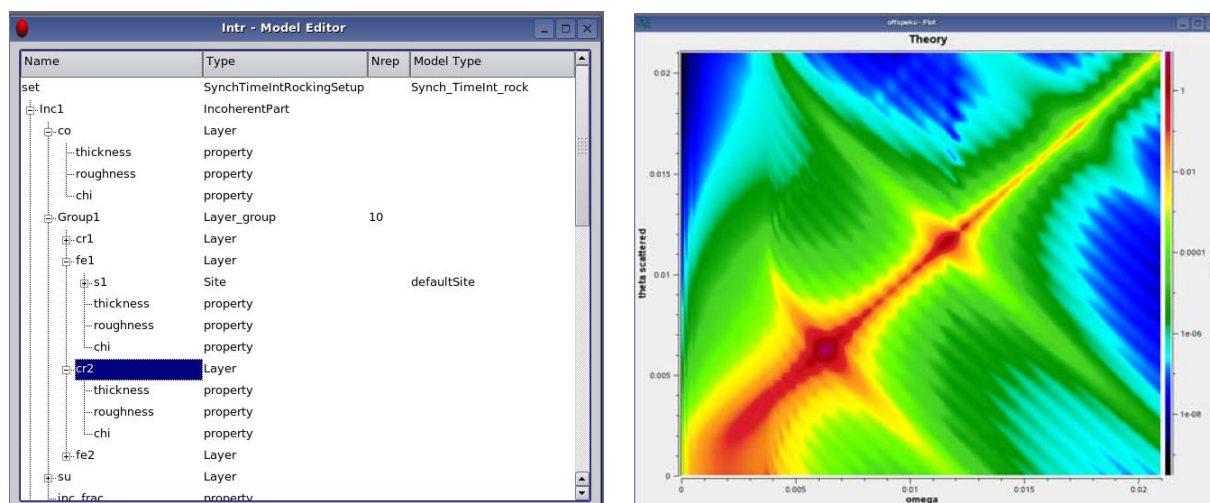 Intr - Model Editor
Name Type Nrep Model Type
set SynchTimeIntRockingSetup Synch_TimeInt_rock
Inc1 IncoherentPart
co Layer
thickness property
roughness property
chi property
Group1 Layer_group 10
cr1 Layer
fe1 Layer
s1 Site defaultSite
thickness property
roughness property
chi property
cr2 Layer
thickness property
roughness property
chi property
fe2 Layer
su Layer
inc_frac property
offspeku - Plot
Theory
theta scattered
0.02
0.015
0.01
0.005
0
0 0.005 0.01 0.015 0.02
omega
1
0.01
0.0001
1e-06
1e-08